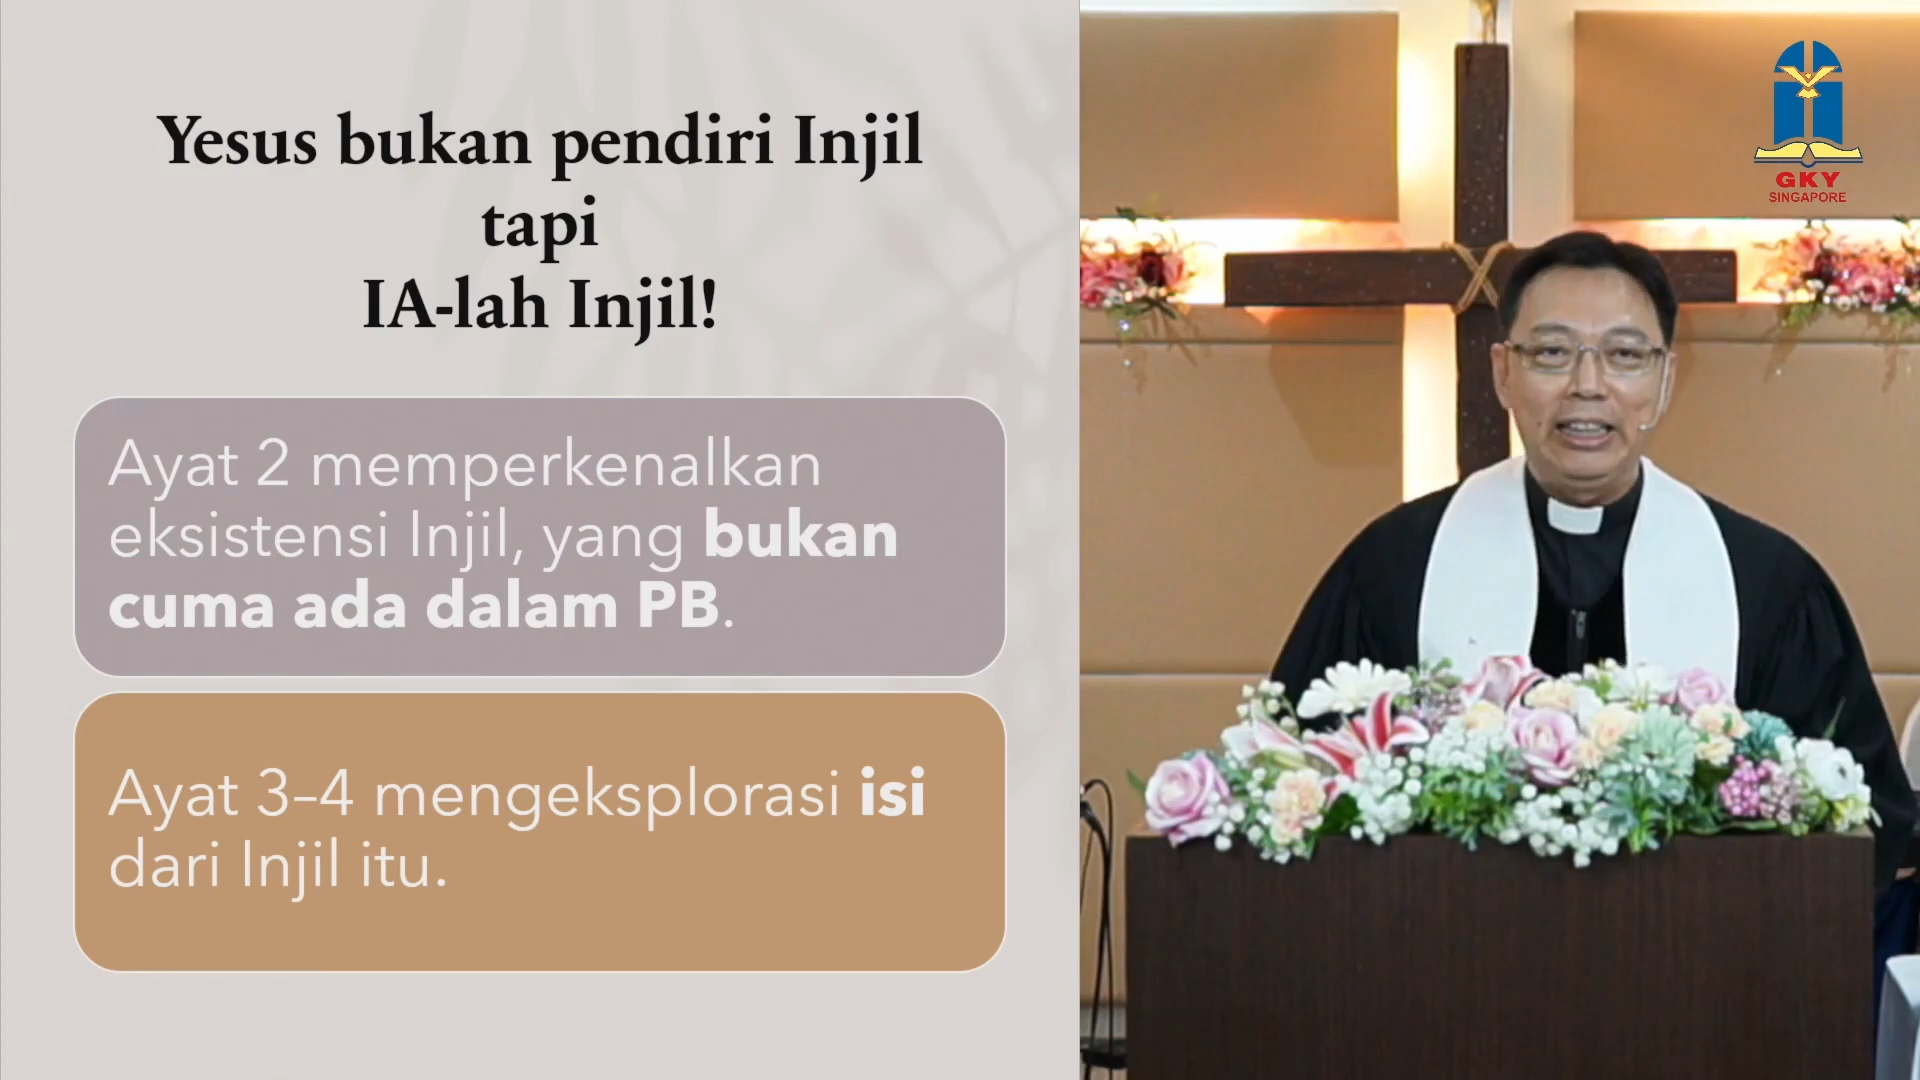 Yesus bukan pendiri Injil
tapi
IA-lah Injil!
Ayat 2 memperkenalkan
eksistensi Injil, yang bukan
cuma ada dalam PB.
Ayat 3–4 mengeksplorasi isi
dari Injil itu.
GKY
SINGAPORE